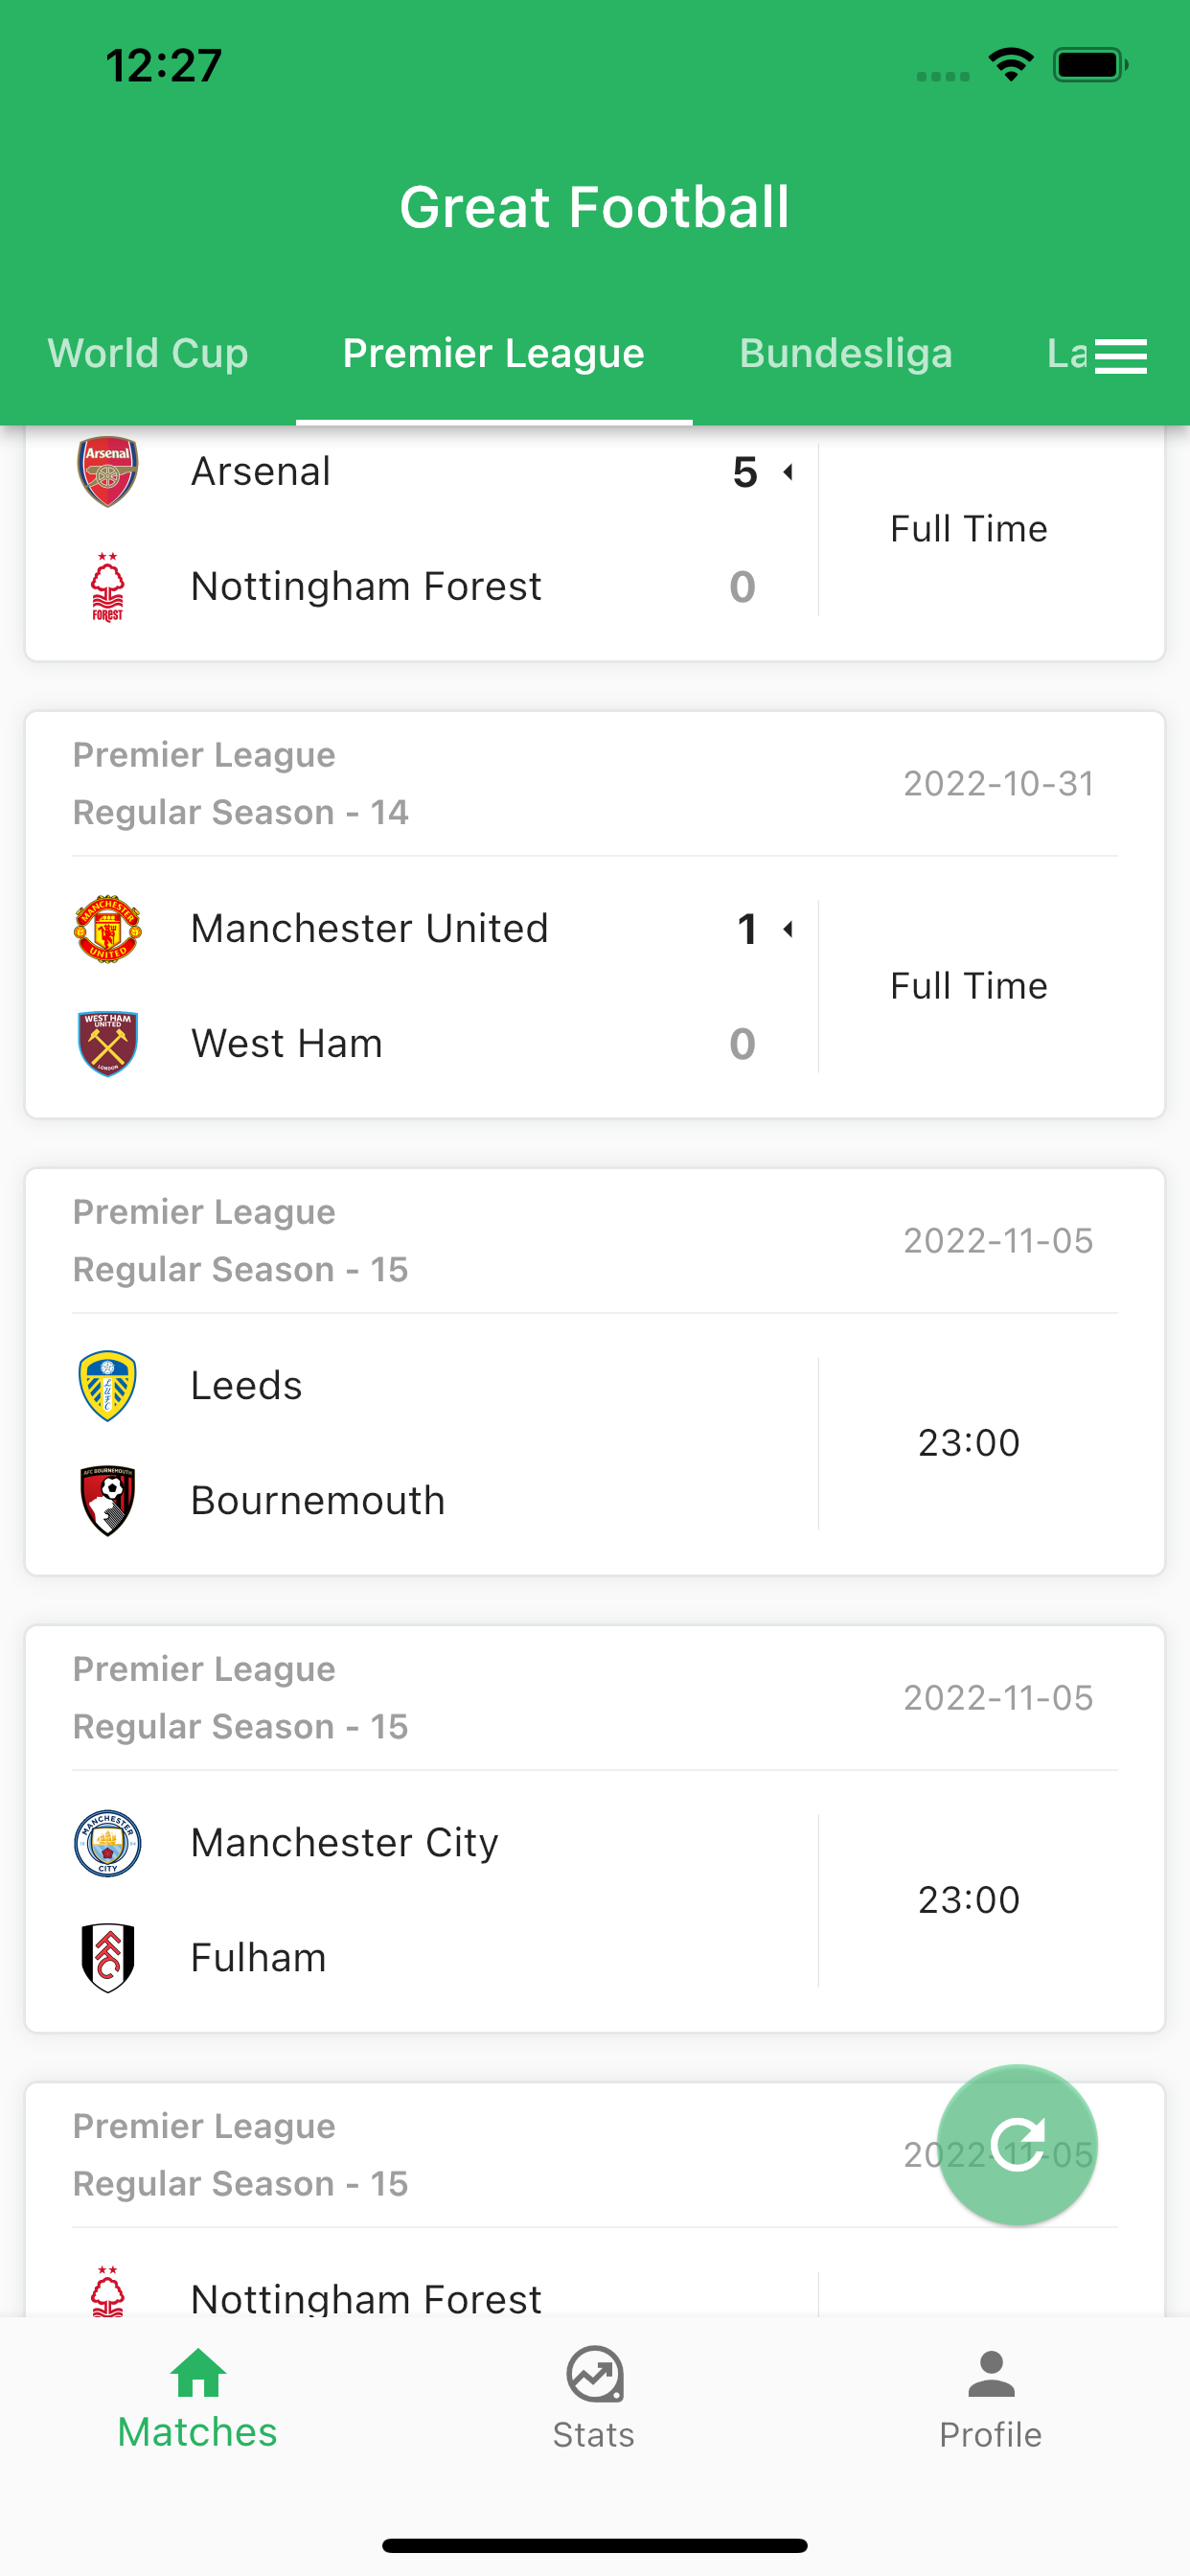 12:27
Great Football
World Cup Premier League Bundesliga La
Arsenal 5
Full Time
Nottingham Forest 0
Premier League
2022-10-31
Regular Season - 14
Manchester United 1
Full Time
West Ham 0
Premier League
2022-11-05
Regular Season - 15
Leeds
23:00
Bournemouth
Premier League
2022-11-05
Regular Season - 15
Manchester City
23:00
Fulham
Premier League
2022-11-05
Regular Season - 15
Nottingham Forest
Matches Stats Profile